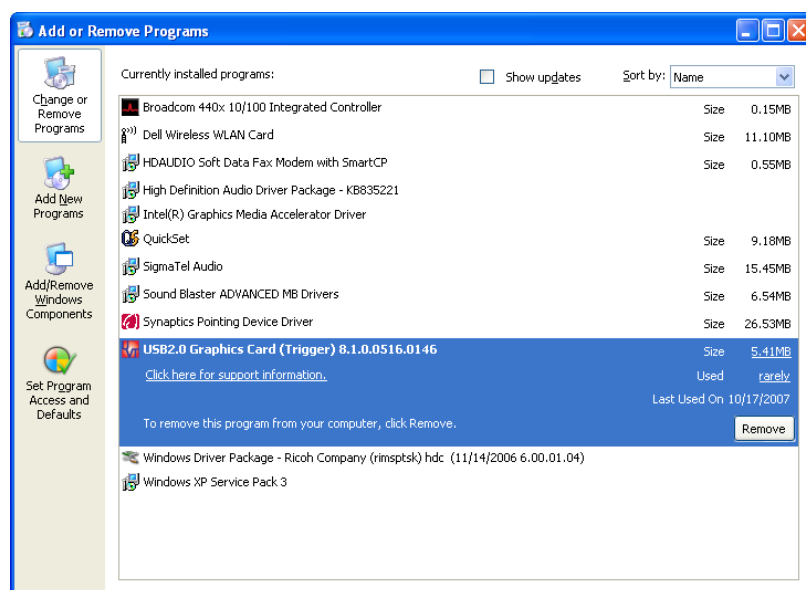 Add or Remove Programs
Change or
Remove
Programs
Add New
Programs
Add/Remove
Windows
Components
Set Program
Access and
Defaults
Currently installed programs:
Show updates
Sort by: Name
Broadcom 440x 10/100 Integrated Controller Size 0.15MB
Dell Wireless WLAN Card Size 11.10MB
HDAUDIO Soft Data Fax Modem with SmartCP Size 0.55MB
High Definition Audio Driver Package - KB835221
Intel(R) Graphics Media Accelerator Driver
QuickSet Size 9.18MB
SigmaTel Audio Size 15.45MB
Sound Blaster ADVANCED MB Drivers Size 6.54MB
Synaptics Pointing Device Driver Size 26.53MB
USB2.0 Graphics Card (Trigger) 8.1.0.0516.0146 Size 5.41MB
Click here for support information. Used rarely
Last Used On 10/17/2007
To remove this program from your computer, click Remove. Remove
Windows Driver Package - Ricoh Company (rimsptsk) hdc (11/14/2006 6.00.01.04)
Windows XP Service Pack 3